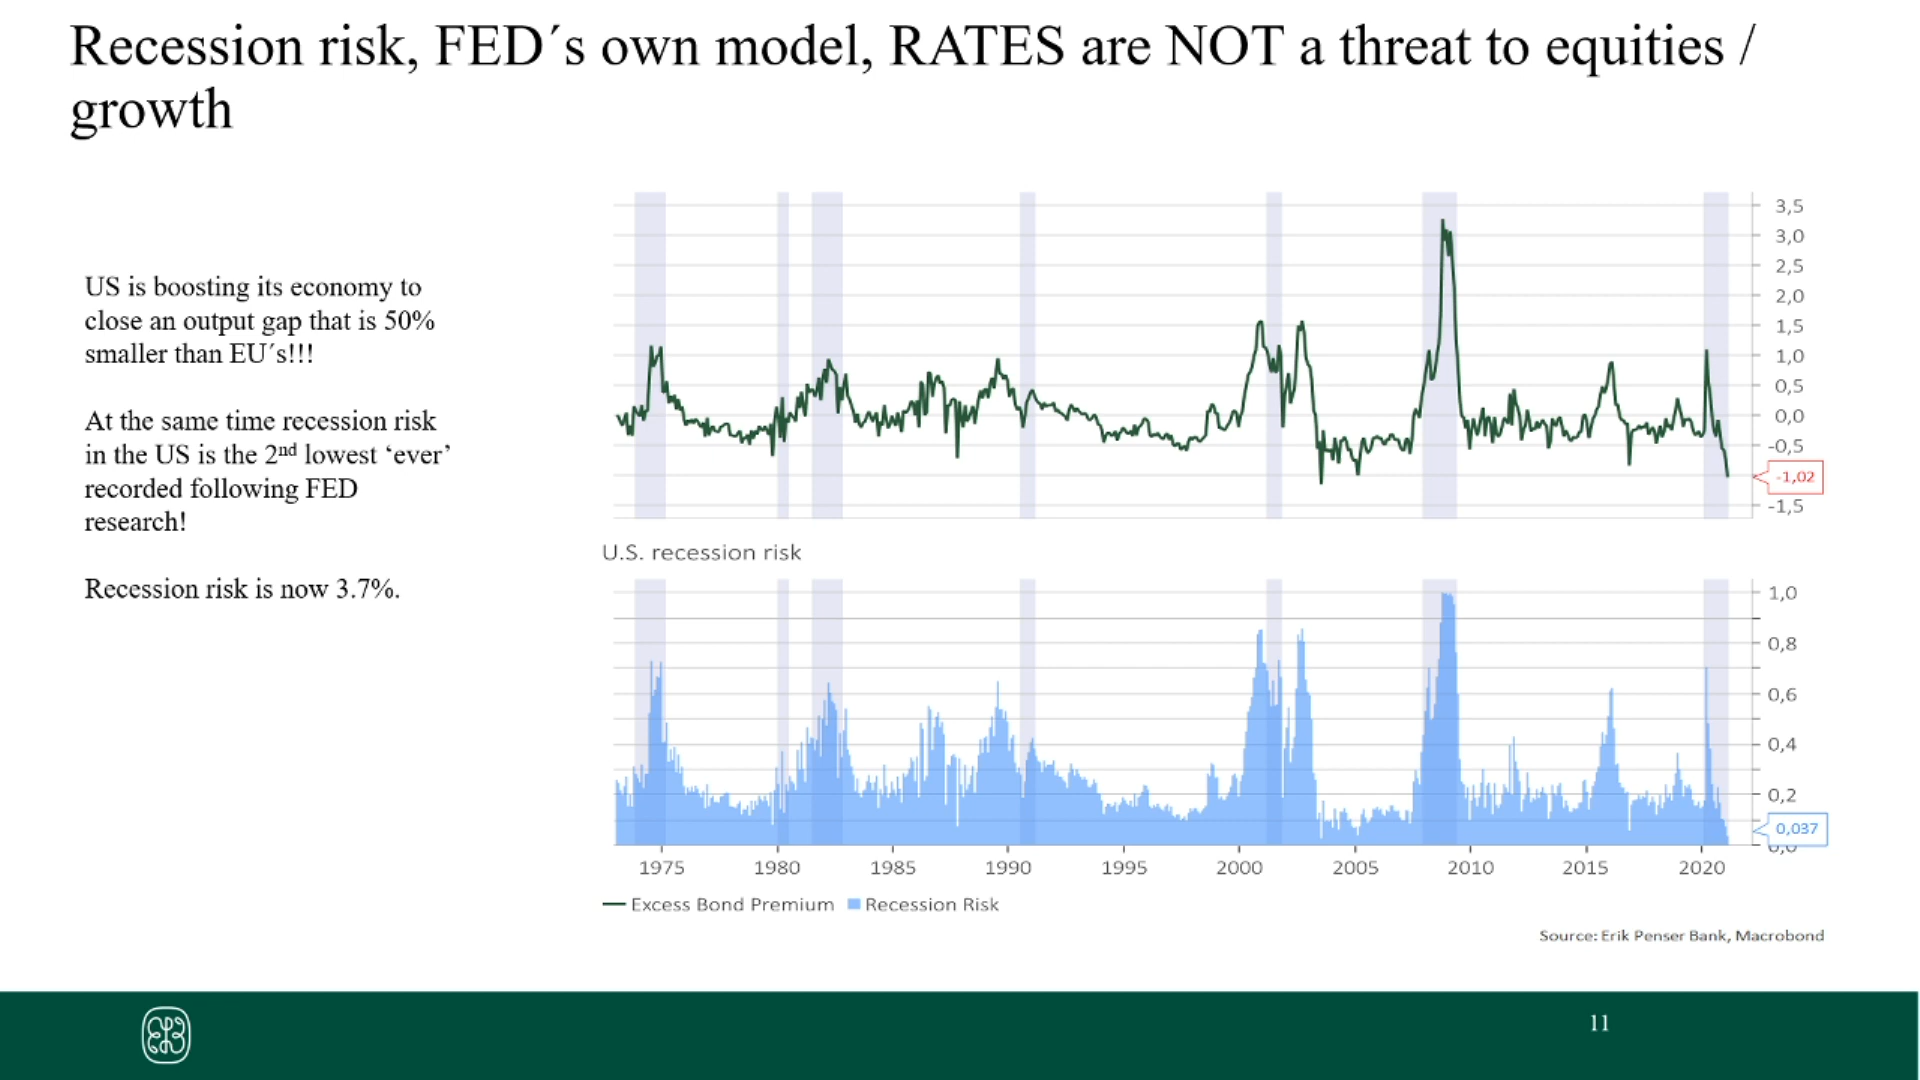 Recession risk, FED´s own model, RATES are NOT a threat to equities /
growth
US is boosting its economy to
close an output gap that is 50%
smaller than EU´s!!!
At the same time recession risk
in the US is the 2nd lowest ‘ever’
recorded following FED
research!
Recession risk is now 3.7%.
3,5
3,0
2,5
2,0
1,5
1,0
0,5
0,0
-0,5
-1,02
-1,5
U.S. recession risk
1,0
0,8
0,6
0,4
0,2
0,037
0,0
1975 1980 1985 1990 1995 2000 2005 2010 2015 2020
Excess Bond Premium Recession Risk
Source: Erik Penser Bank, Macrobond
11